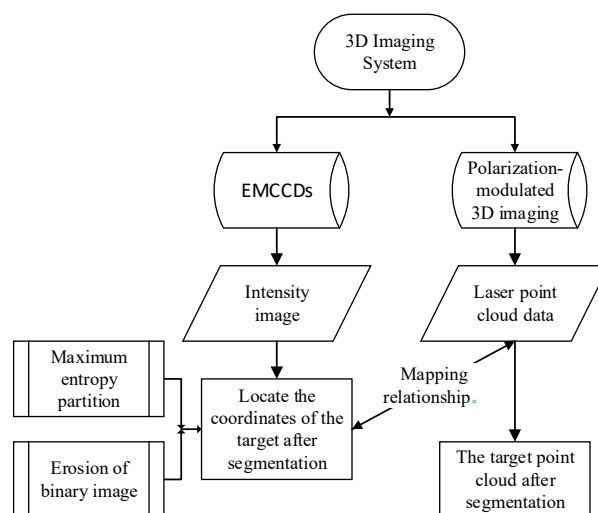 3D Imaging
System
EMCCDs
Polarization-
modulated
3D imaging
Intensity
image
Laser point
cloud data
Maximum
entropy
partition
Mapping
relationship。
Locate the
coordinates of the
target after
segmentation
Erosion of
binary image
The target point
cloud after
segmentation